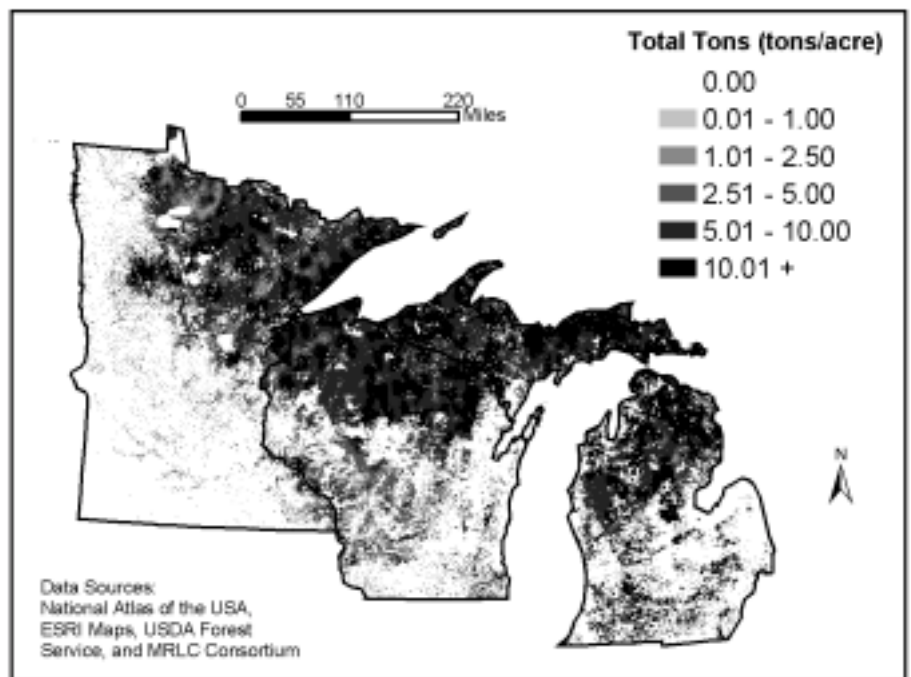 Total Tons (tons/acre)
0.00
0.01 - 1.00
1.01 - 2.50
2.51 - 5.00
5.01 - 10.00
10.01 +
0 55 110 220
Miles
N
Data Sources:
National Atlas of the USA,
ESRI Maps, USDA Forest
Service, and MRLC Consortium